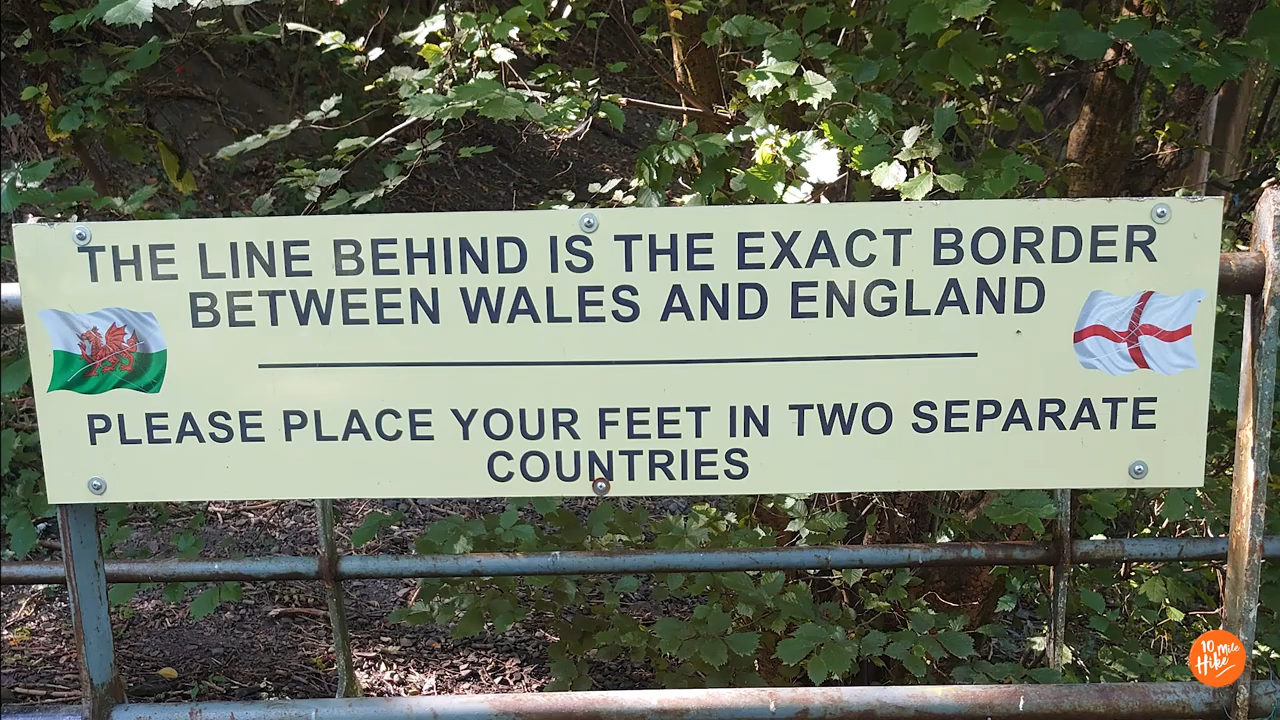 THE LINE BEHIND IS THE EXACT BORDER
BETWEEN WALES AND ENGLAND
PLEASE PLACE YOUR FEET IN TWO SEPARATE
COUNTRIES
10 Mile
Hike